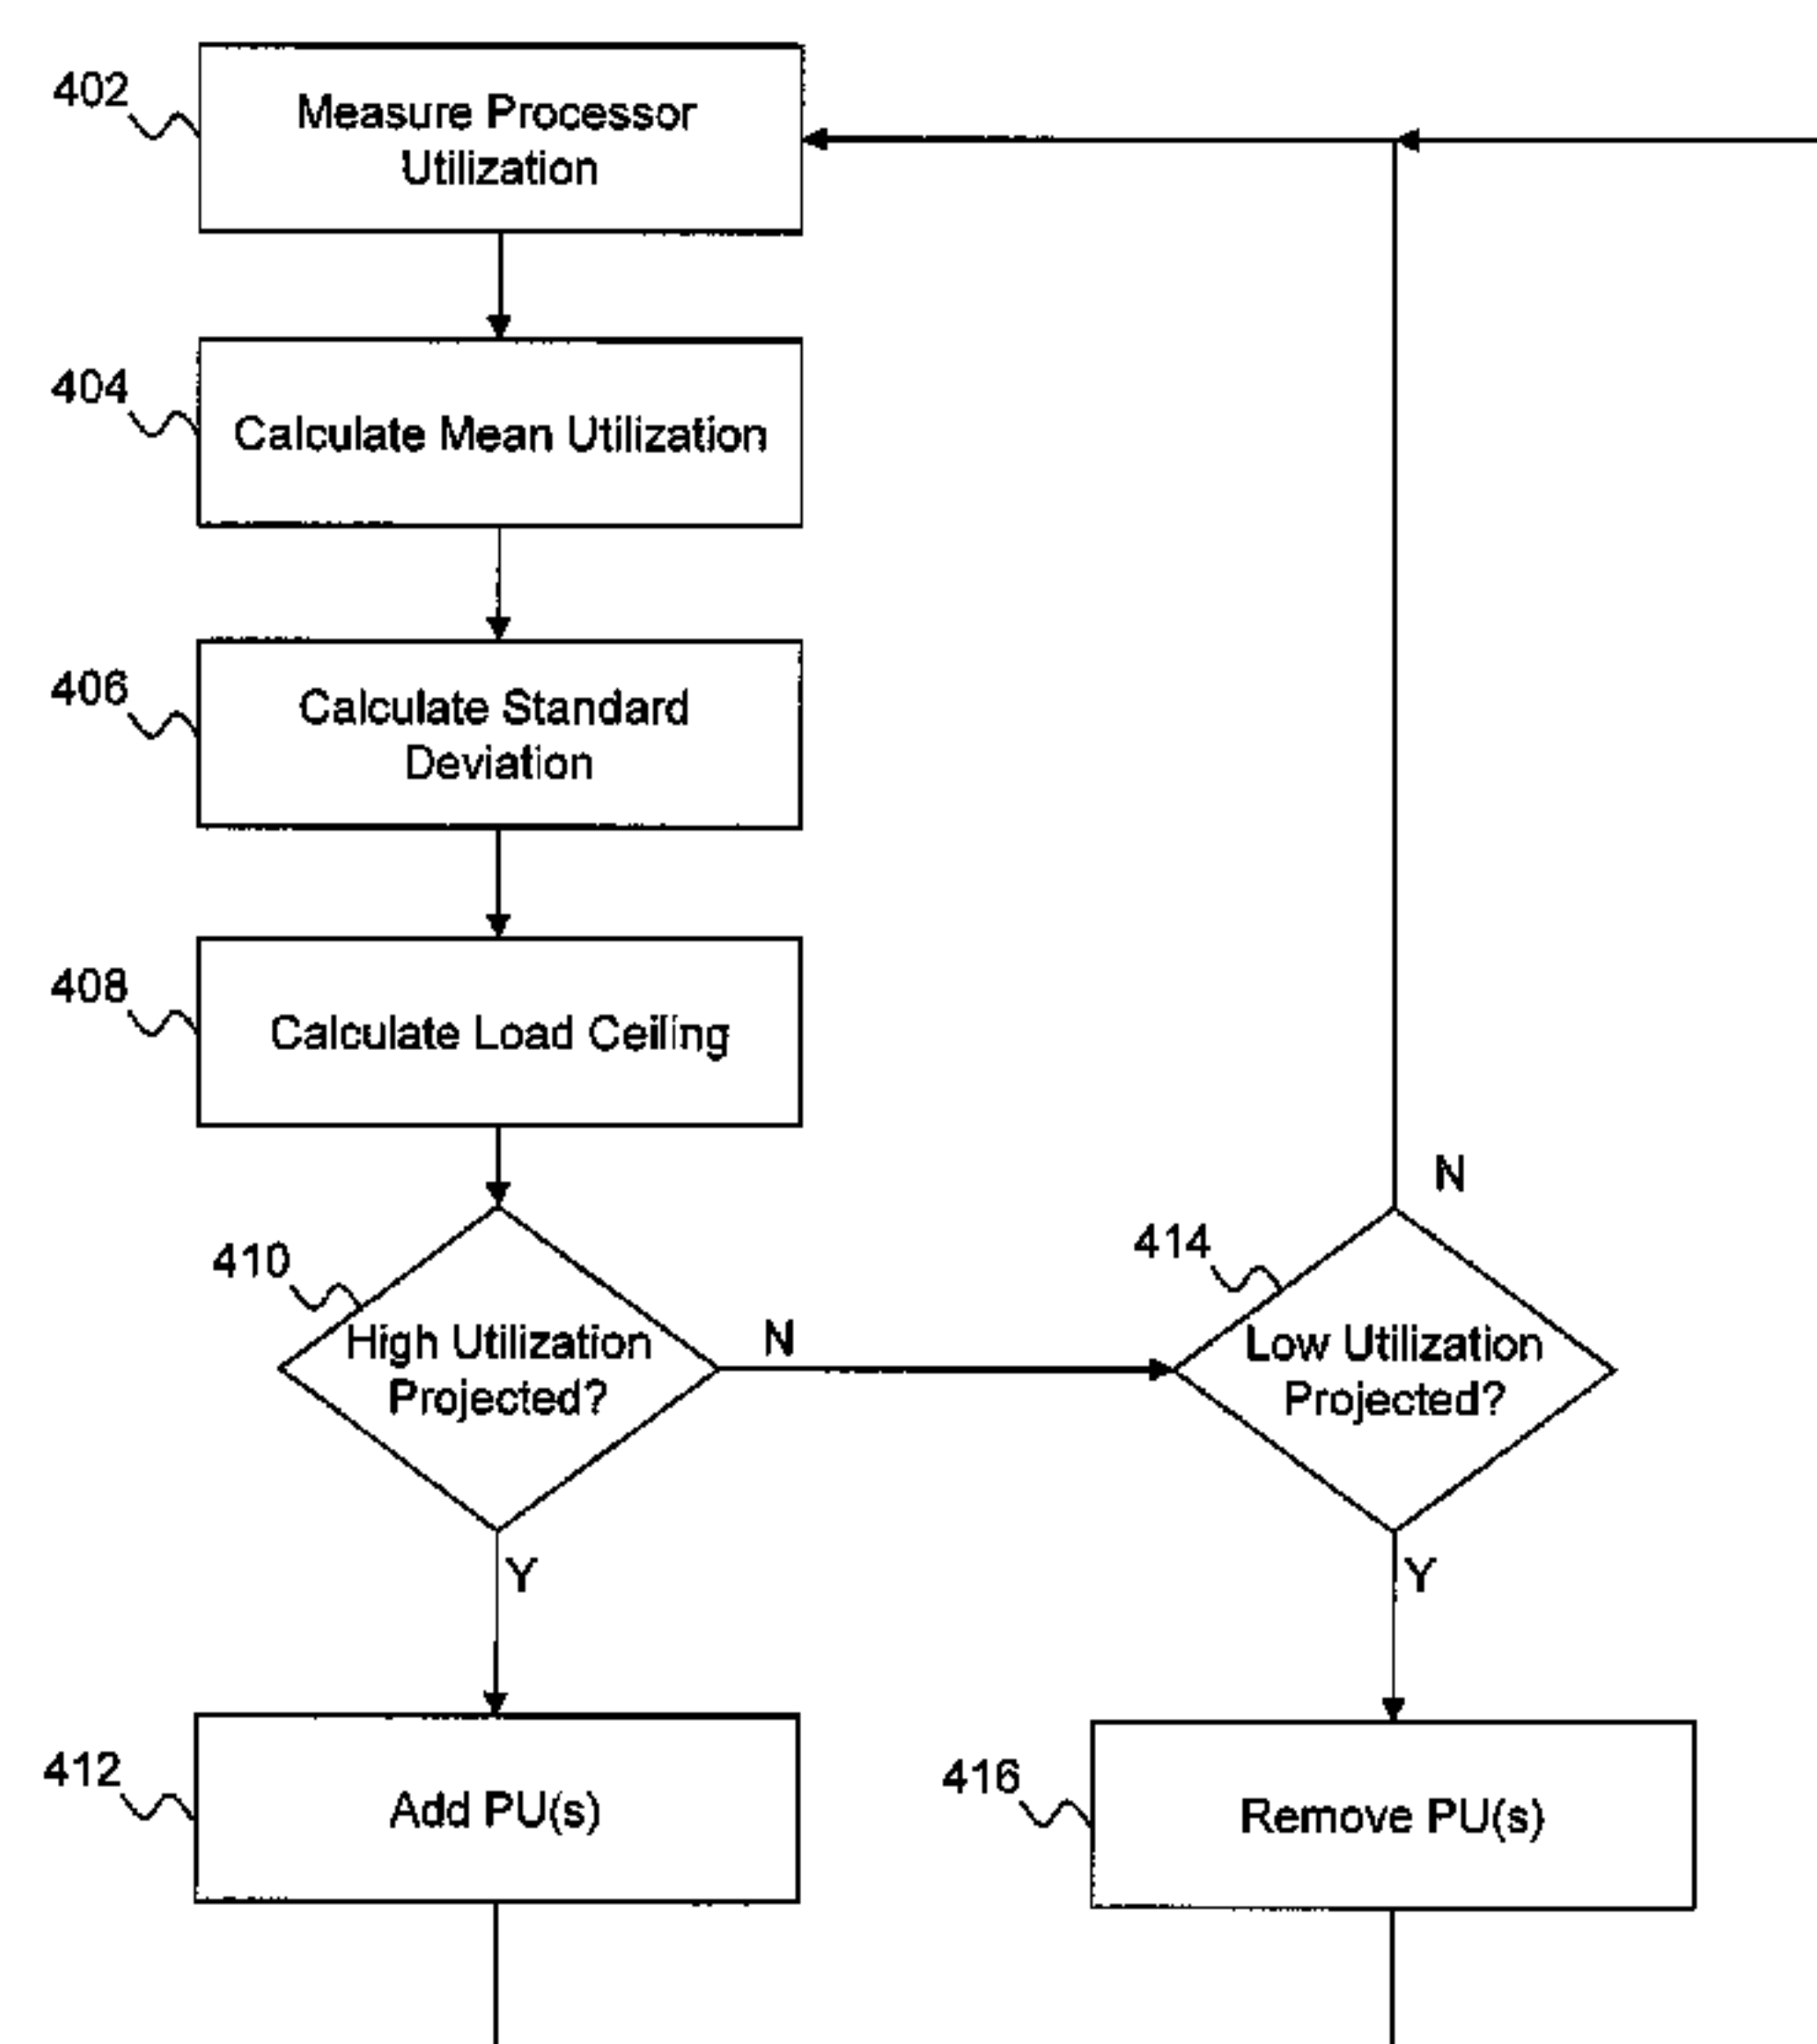 402
Measure Processor
Utilization
404
Calculate Mean Utilization
406
Calculate Standard
Deviation
408
Calculate Load Ceiling
N
410
414
High Utilization
Projected?
N
Low Utilization
Projected?
Y
Y
412
Add PU(s)
416
Remove PU(s)